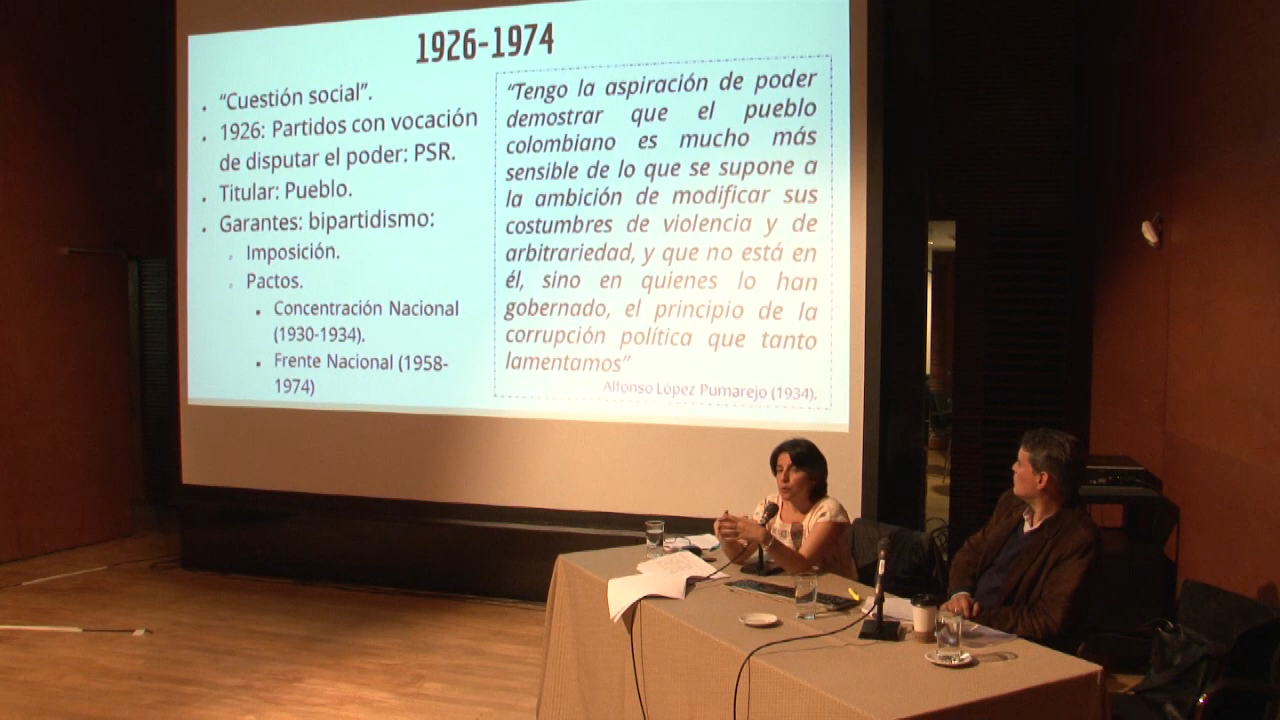 1926-1974
. “Cuestión social”.
. 1926: Partidos con vocación
de disputar el poder: PSR.
. Titular: Pueblo.
. Garantes: bipartidismo:
Imposición.
Pactos.
. Concentración Nacional
(1930-1934).
. Frente Nacional (1958-
1974)
“Tengo la aspiración de poder
demostrar que el pueblo
colombiano es mucho más
sensible de lo que se supone a
la ambición de modificar sus
costumbres de violencia y de
arbitrariedad, y que no está en
él, sino en quienes lo han
gobernado, el principio de la
corrupción política que tanto
lamentamos”
Alfonso López Pumarejo (1934).